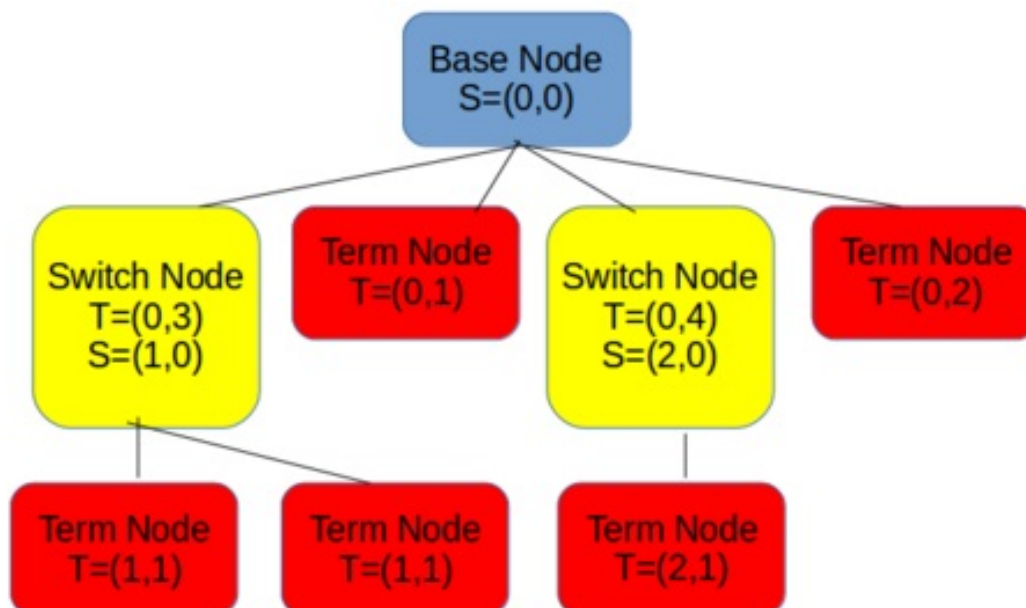 Base Node
S=(0,0)
Switch Node
T=(0,3)
S=(1,0)
Term Node
T=(0,1)
Switch Node
T=(0,4)
S=(2,0)
Term Node
T=(0,2)
Term Node
T=(1,1)
Term Node
T=(1,1)
Term Node
T=(2,1)